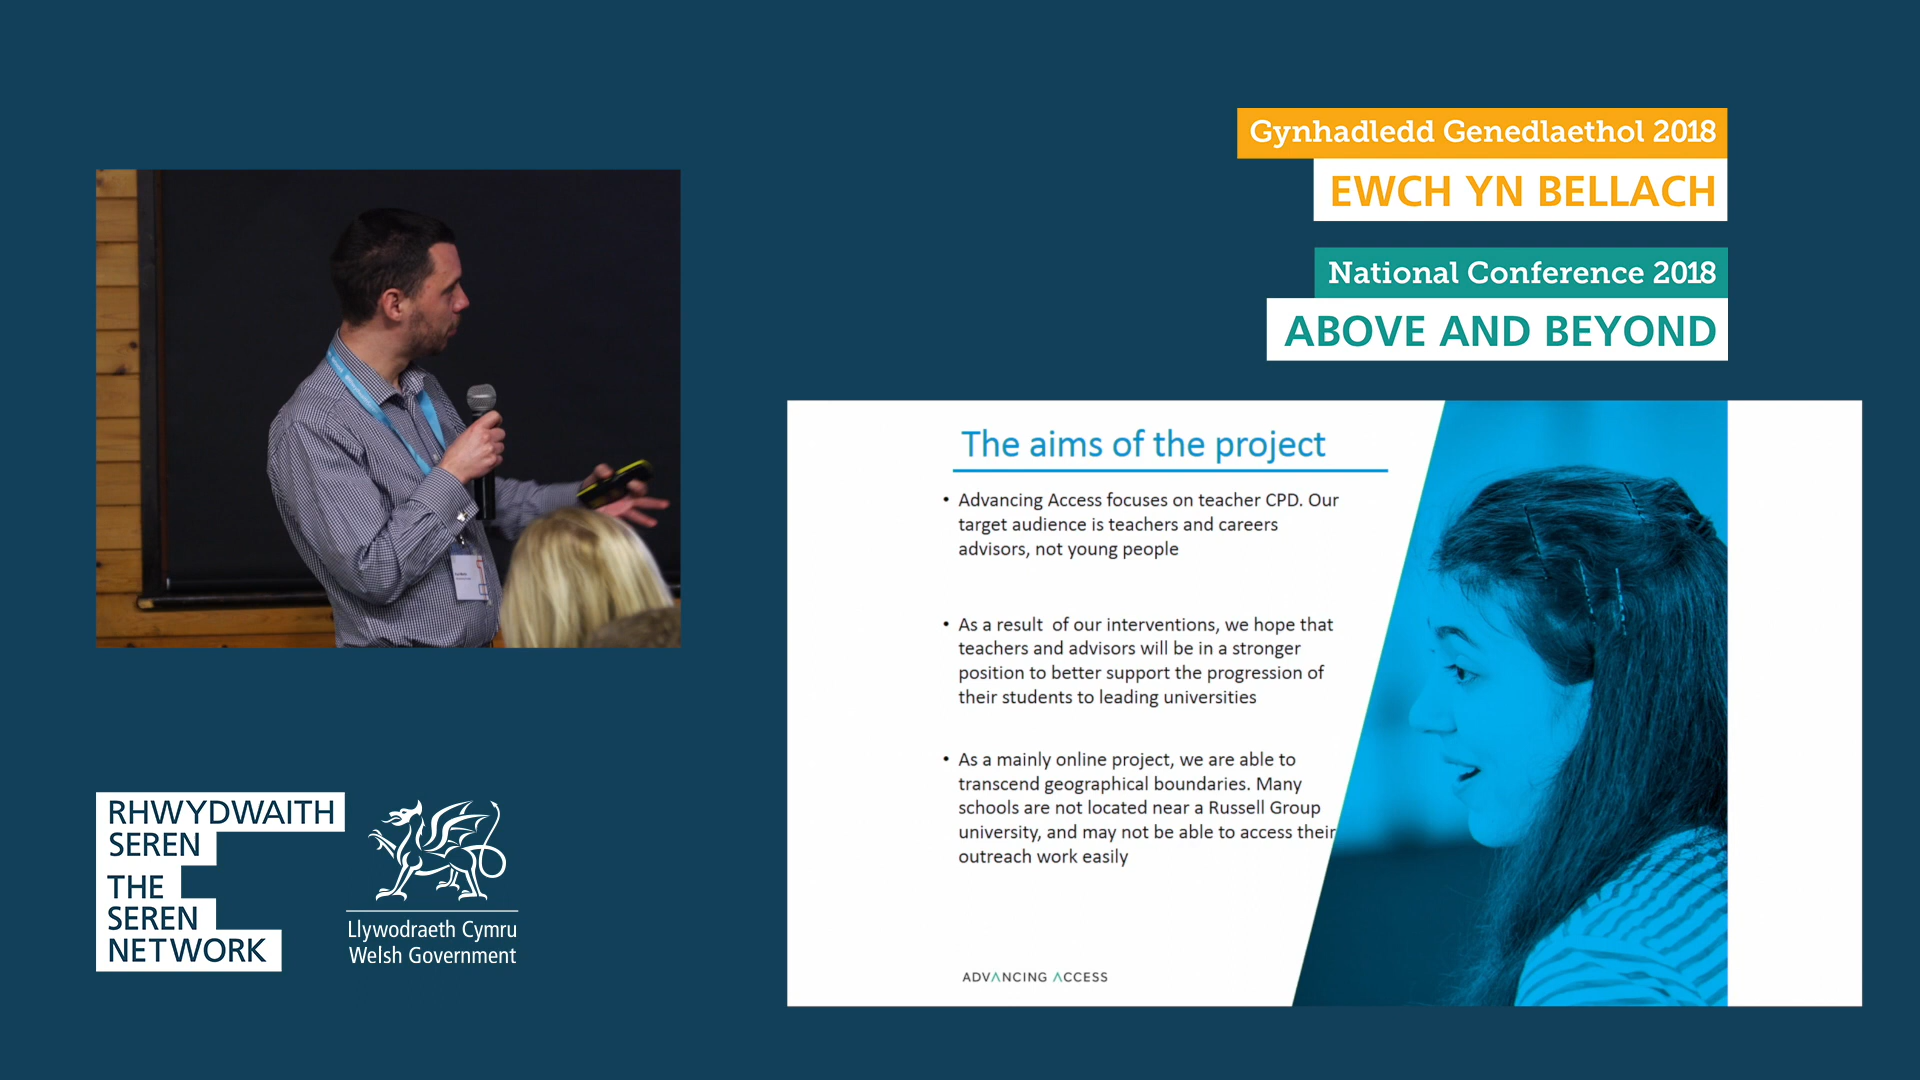 Gynhadledd Genedlaethol 2018
EWCH YN BELLACH
National Conference 2018
ABOVE AND BEYOND
The aims of the project
• Advancing Access focuses on teacher CPD. Our
target audience is teachers and careers
advisors, not young people
• As a result of our interventions, we hope that
teachers and advisors will be in a stronger
position to better support the progression of
their students to leading universities
• As a mainly online project, we are able to
transcend geographical boundaries. Many
schools are not located near a Russell Group
university, and may not be able to access their
outreach work easily
ADVANCING ACCESS
RHWYDWAITH
SEREN
THE
SEREN
NETWORK
Llywodraeth Cymru
Welsh Government